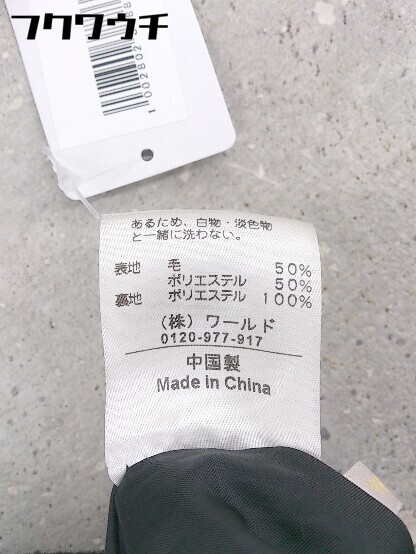 フクワウチ
あるため、白物・淡色物
と一緒に洗わない。
表地 毛 50%
ポリエステル 50%
裏地 ポリエステル 100%
(株) ワールド
0120-977-917
中国製
Made in China